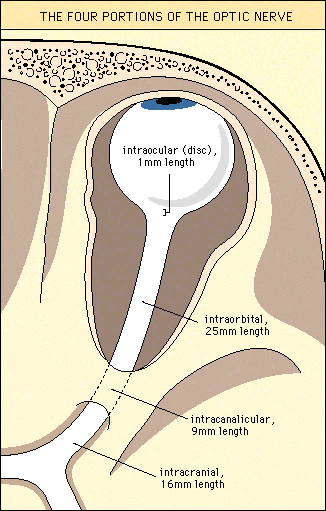 THE FOUR PORTIONS OF THE OPTIC NERVE
intraocular (disc),
1mm length
intraorbital,
25mm length
intracanalicular,
9mm length
intracranial,
16mm length